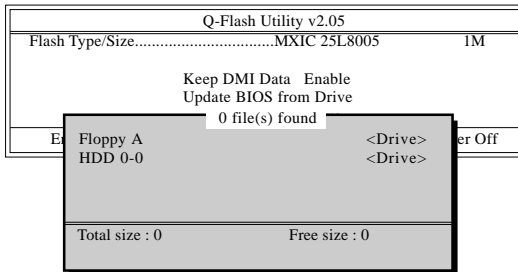 Q-Flash Utility v2.05
Flash Type/Size.................................MXIC 25L8005 1M
Keep DMI Data Enable
Update BIOS from Drive
0 file(s) found
Floppy A <Drive>
HDD 0-0 <Drive>
Total size : 0 Free size : 0
Off